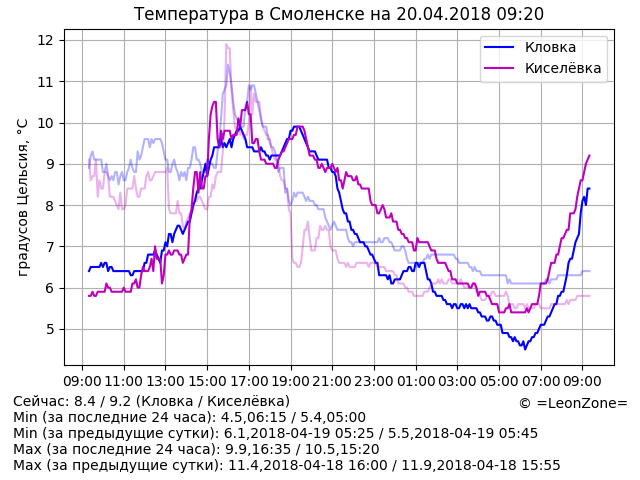 Температура в Смоленске на 20.04.2018 09:20
Кловка
Киселёвка
градусов Цельсия, °C
12
11
10
9
8
7
6
5
09:00 11:00 13:00 15:00 17:00 19:00 21:00 23:00 01:00 03:00 05:00 07:00 09:00
Сейчас: 8.4 / 9.2 (Кловка / Киселёвка)
© =LeonZone=
Min (за последние 24 часа): 4.5,06:15 / 5.4,05:00
Min (за предыдущие сутки): 6.1,2018-04-19 05:25 / 5.5,2018-04-19 05:45
Max (за последние 24 часа): 9.9,16:35 / 10.5,15:20
Max (за предыдущие сутки): 11.4,2018-04-18 16:00 / 11.9,2018-04-18 15:55